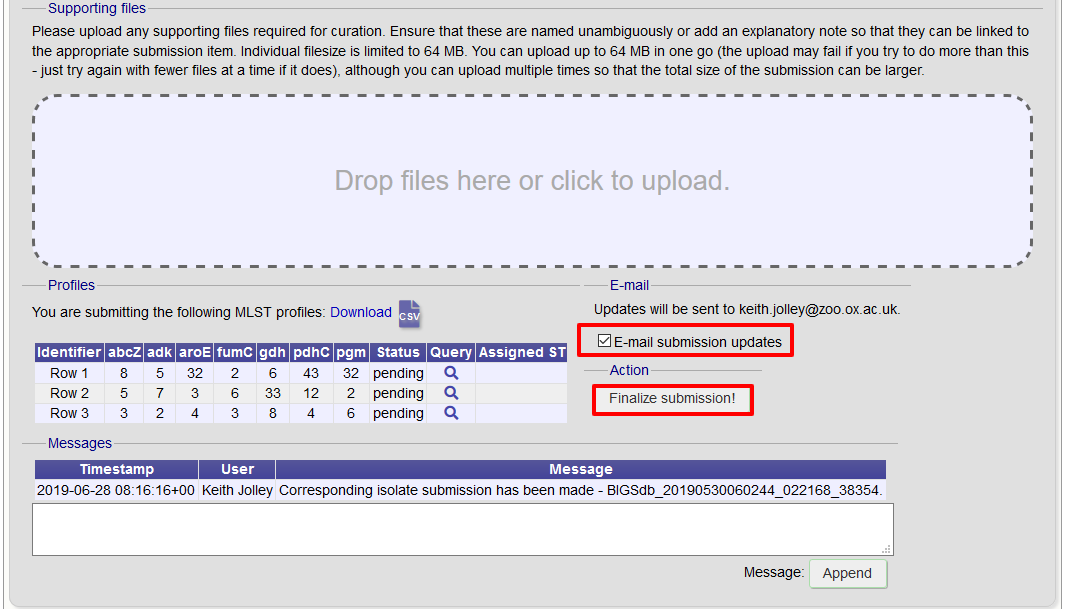 Supporting files
Please upload any supporting files required for curation. Ensure that these are named unambiguously or add an explanatory note so that they can be linked to
the appropriate submission item. Individual filesize is limited to 64 MB. You can upload up to 64 MB in one go (the upload may fail if you try to do more than this
- just try again with fewer files at a time if it does), although you can upload multiple times so that the total size of the submission can be larger.
Drop files here or click to upload.
Profiles
You are submitting the following MLST profiles: Download CSV
Identifier abcZ adk aroE fumC gdh pdhC pgm Status Query Assigned ST
Row 1 8 5 32 2 6 43 32 pending
Row 2 5 7 3 6 33 12 2 pending
Row 3 3 2 4 3 8 4 6 pending
E-mail
Updates will be sent to keith.jolley@zoo.ox.ac.uk.
E-mail submission updates
Action
Finalize submission!
Messages
Timestamp User Message
2019-06-28 08:16:16+00 Keith Jolley Corresponding isolate submission has been made - BIGSdb_20190530060244_022168_38354.
Message: Append